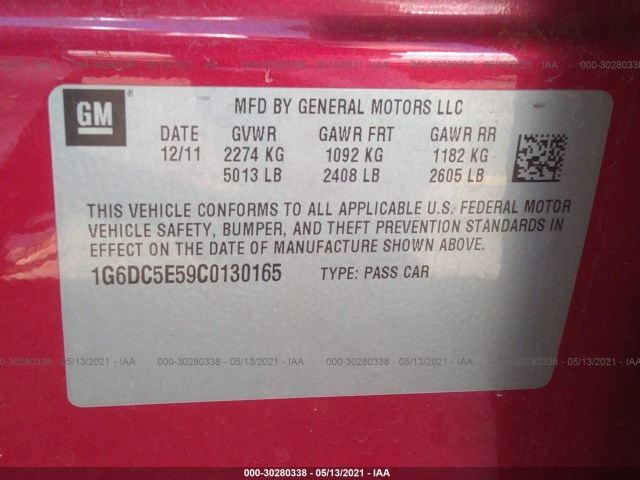 000-30280338 - 05/13/2021 - IAA
GM
MFD BY GENERAL MOTORS LLC
DATE GVWR GAWR FRT GAWR RR
12/11 2274 KG 1092 KG 1182 KG
5013 LB 2408 LB 2605 LB
THIS VEHICLE CONFORMS TO ALL APPLICABLE U.S. FEDERAL MOTOR
VEHICLE SAFETY, BUMPER, AND THEFT PREVENTION STANDARDS IN
EFFECT ON THE DATE OF MANUFACTURE SHOWN ABOVE.
1G6DC5E59C0130165 TYPE: PASS CAR
000-30280338 - 05/13/2021 - IAA
000-30280338 - 05/13/2021 - IAA